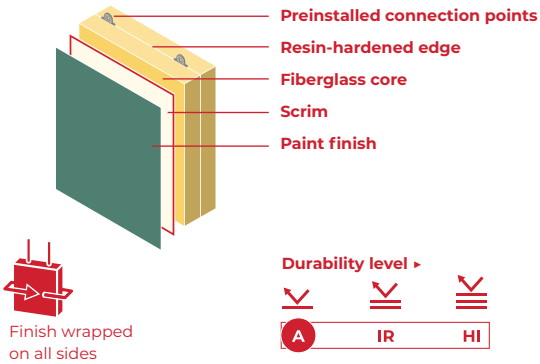 Preinstalled connection points
Resin-hardened edge
Fiberglass core
Scrim
Paint finish
Finish wrapped
on all sides
Durability level ▸
A IR HI